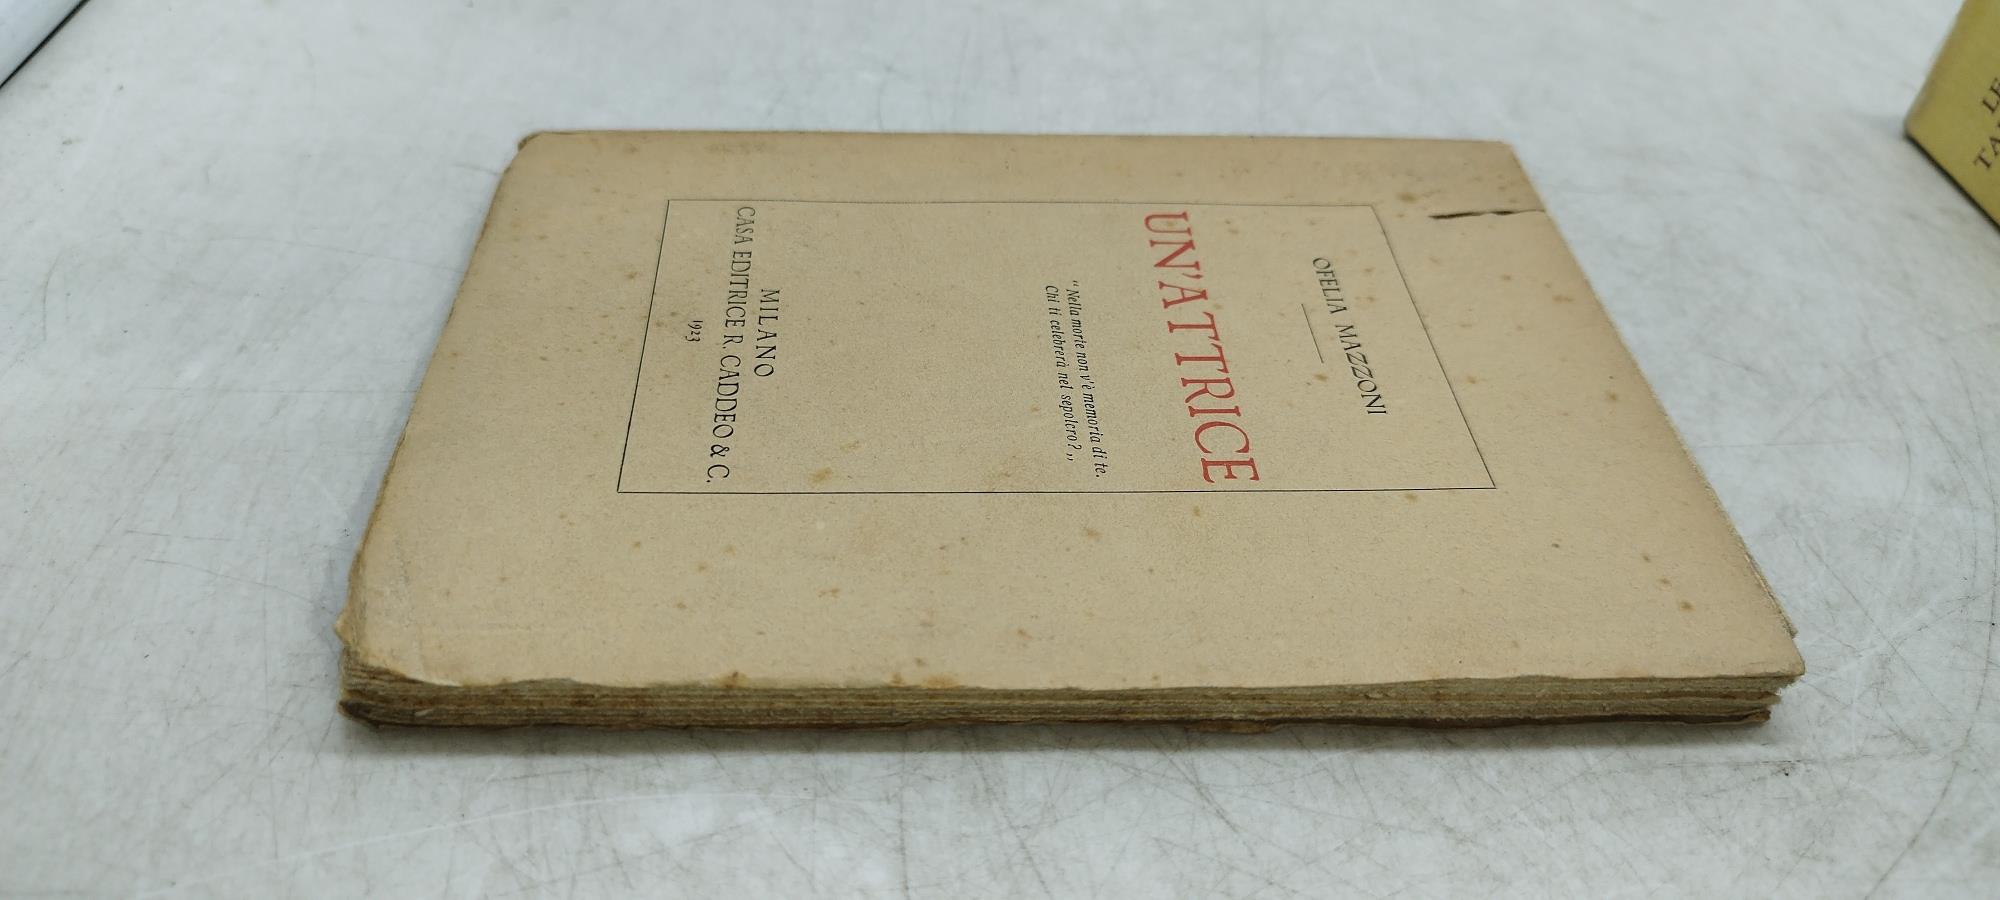 OFELIA MAZZONI
UN'ATTRICE
“Nella morte non v'è memoria di te.
Chi ti celebrerà nel sepolcro?„
MILANO
CASA EDITRICE R. CADDEO & C.
1923
LE